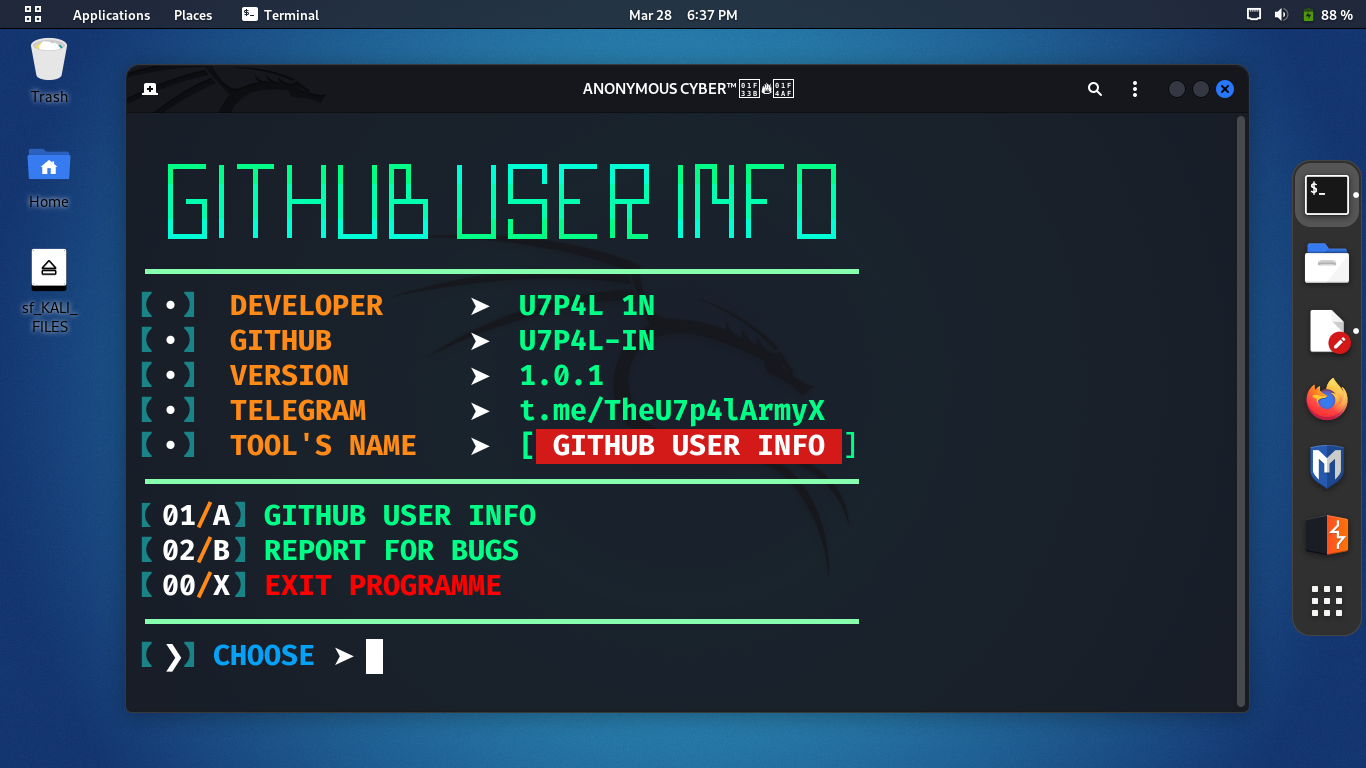 Applications Places Terminal Mar 28 6:37 PM 88 %
Trash
Home
sf_KALI_
FILES
ANONYMOUS CYBER™
GITHUB USER INFO
【 • 】 DEVELOPER ➤ U7P4L 1N
【 • 】 GITHUB ➤ U7P4L-IN
【 • 】 VERSION ➤ 1.0.1
【 • 】 TELEGRAM ➤ t.me/TheU7p4lArmyX
【 • 】 TOOL'S NAME ➤ [ GITHUB USER INFO ]
【 01/A 】 GITHUB USER INFO
【 02/B 】 REPORT FOR BUGS
【 00/X 】 EXIT PROGRAMME
【 ❯ 】 CHOOSE ➤
$_